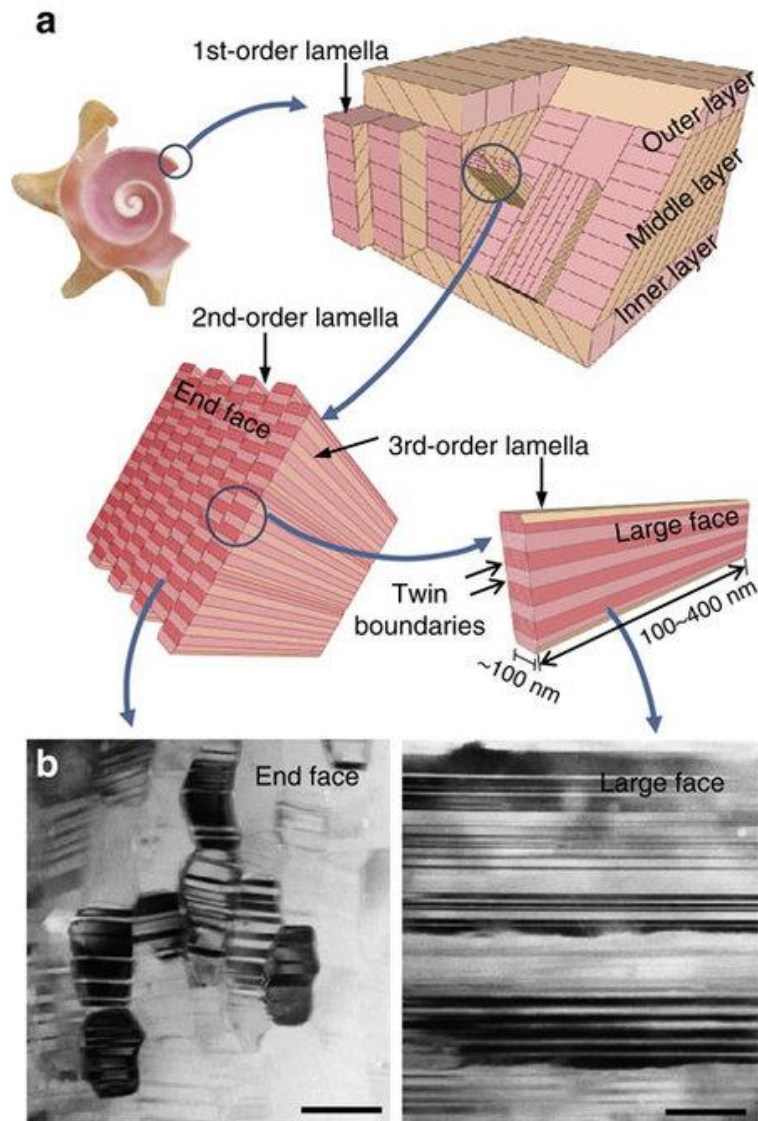 a
1st-order lamella
Outer layer
Middle layer
Inner layer
2nd-order lamella
End face
3rd-order lamella
Large face
Twin
boundaries
100~400 nm
~100 nm
b
End face
Large face